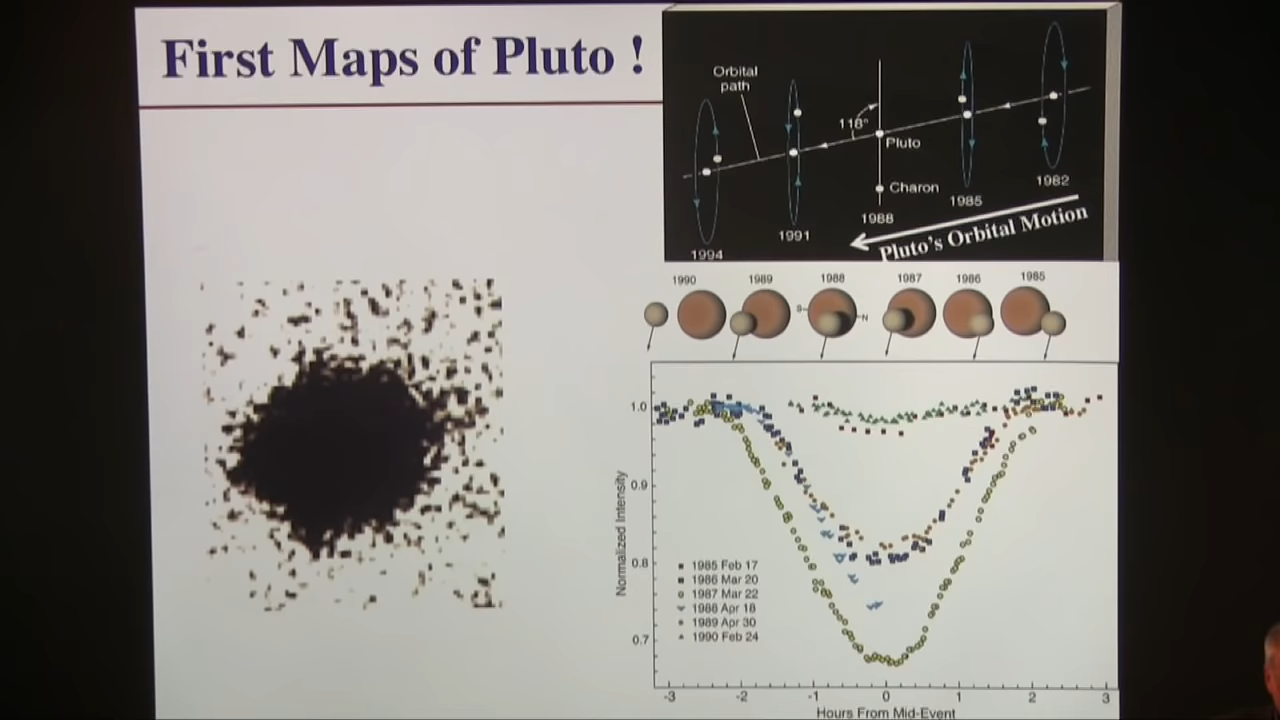 First Maps of Pluto !
Orbital
path
118°
Pluto
Charon
1982
1985
1988
1991
1994
Pluto's Orbital Motion
1990 1989 1988 1987 1986 1985
S N
1.0
0.9
0.8
0.7
Normalized Intensity
1985 Feb 17
1986 Mar 20
1987 Mar 22
1988 Apr 18
1989 Apr 30
1990 Feb 24
-3 -2 -1 0 1 2 3
Hours From Mid-Event